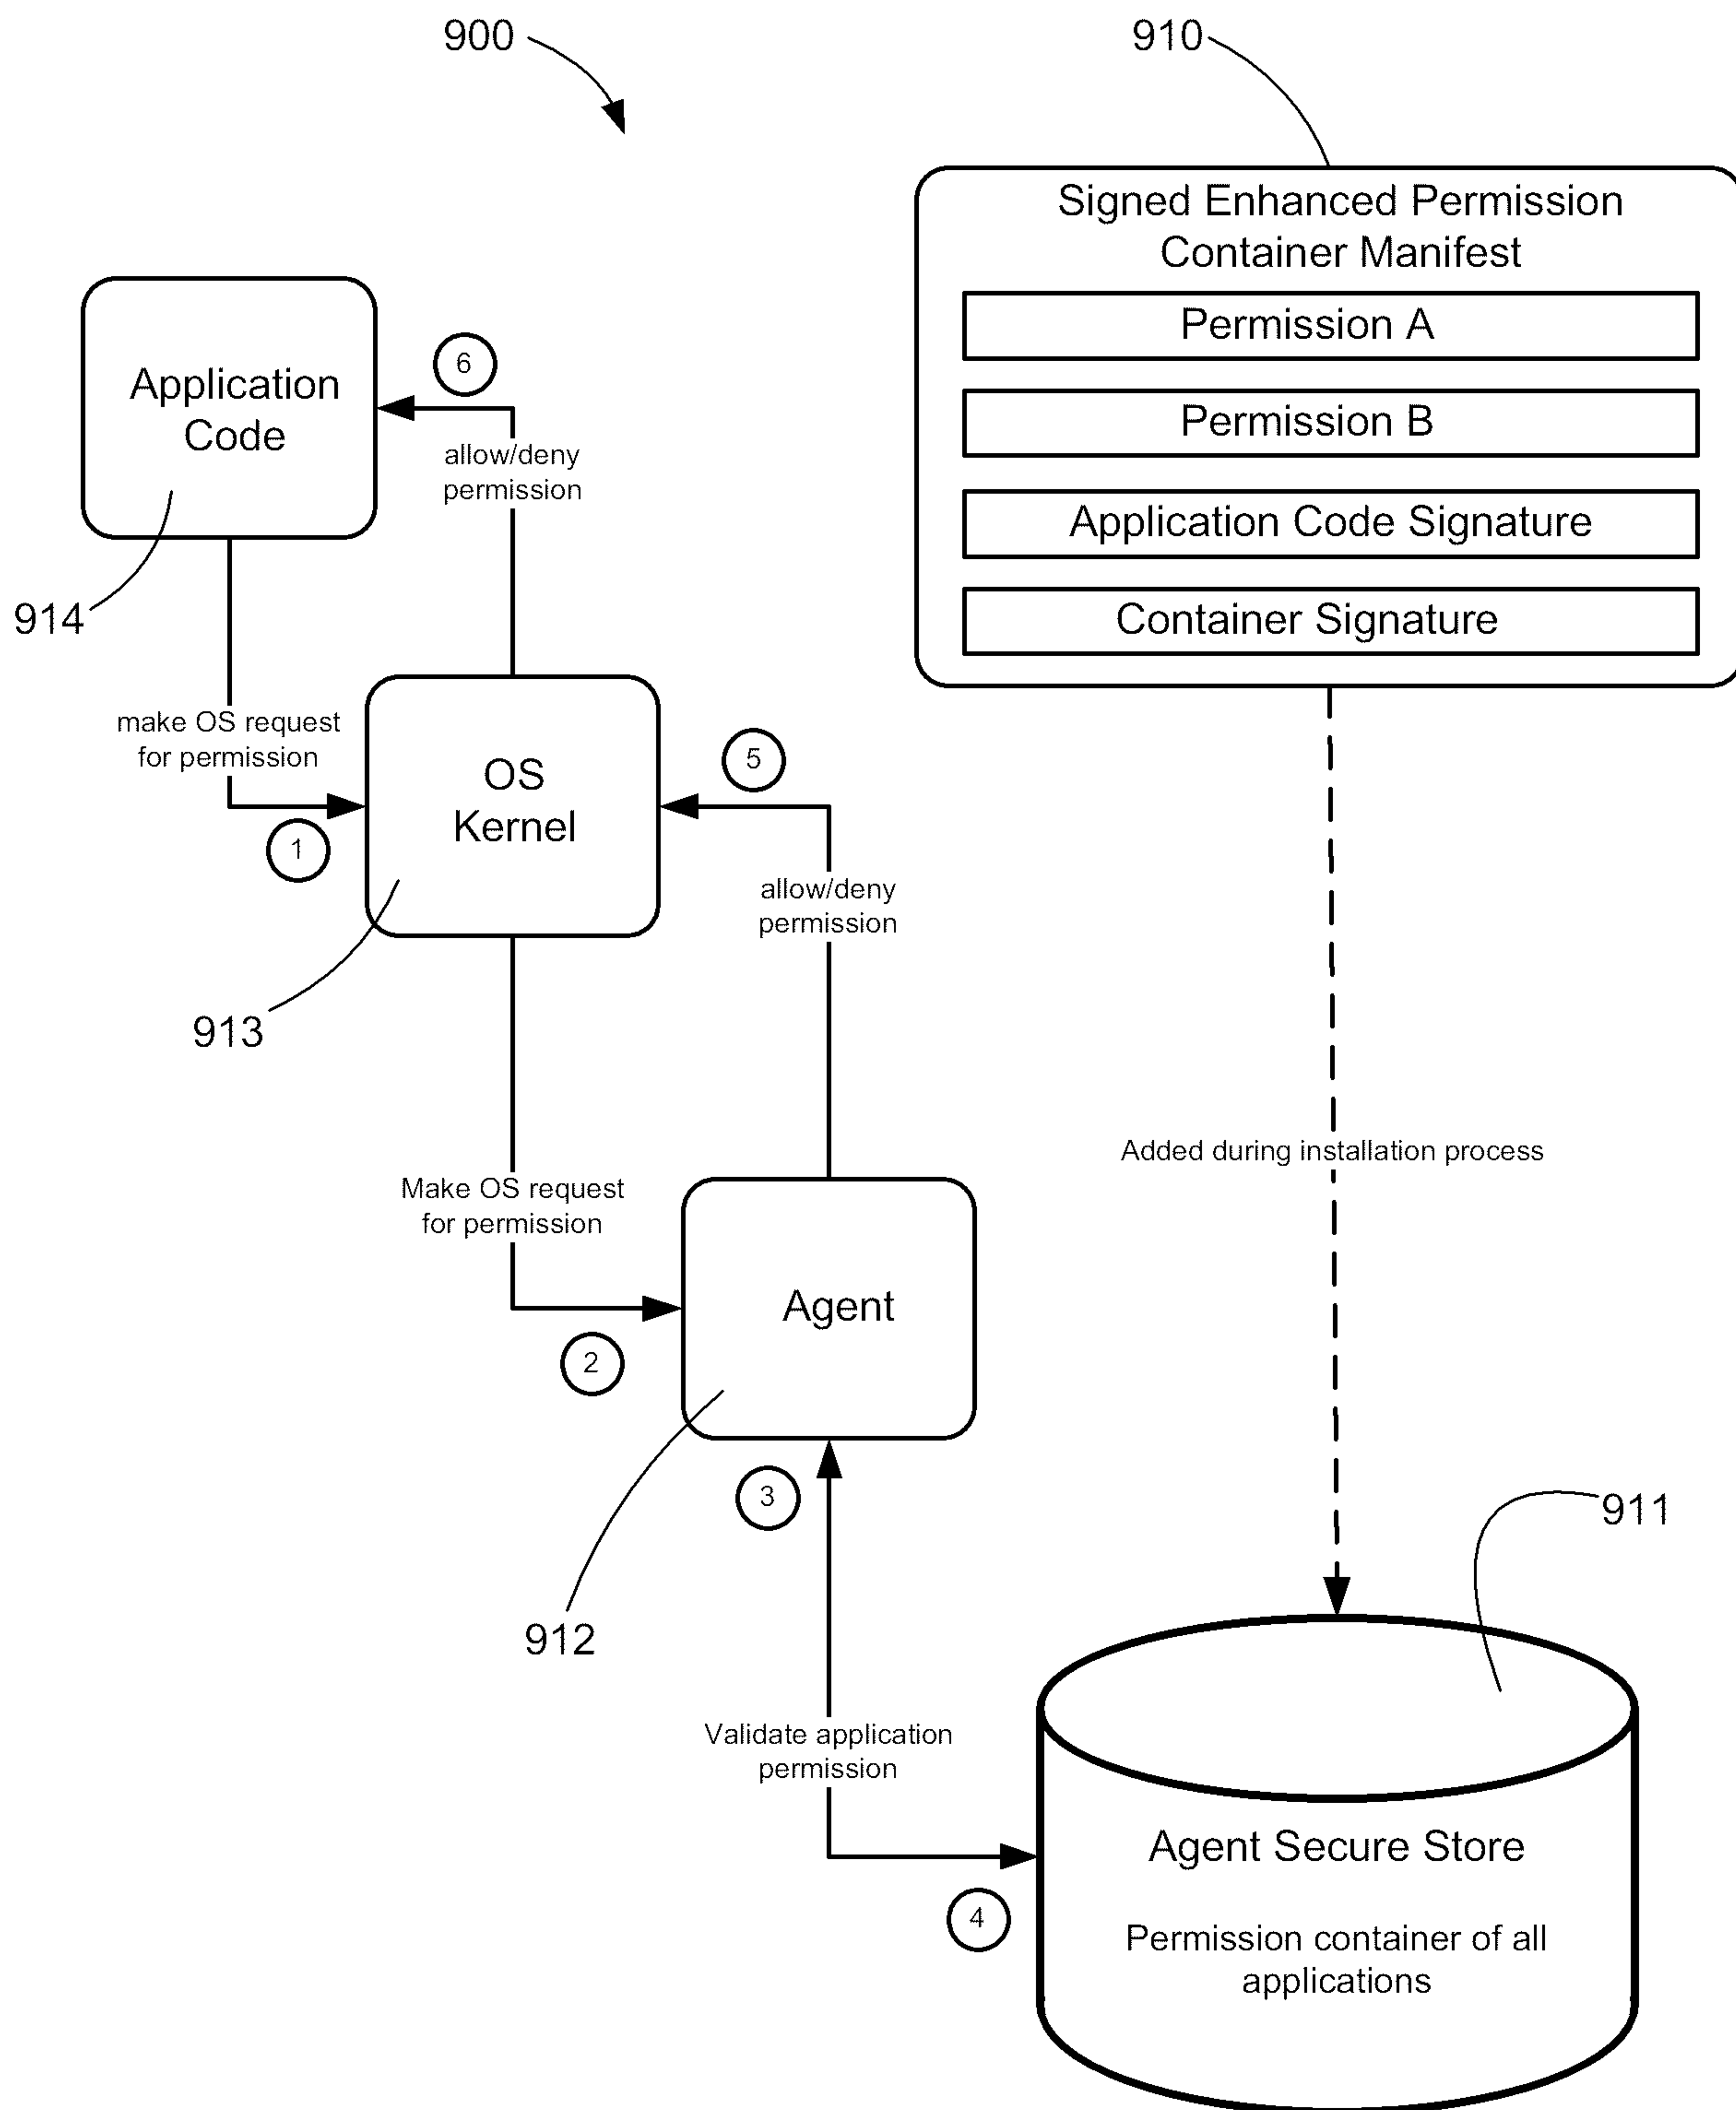 900
910
Signed Enhanced Permission
Container Manifest
Permission A
Permission B
Application Code Signature
Container Signature
Application
Code
6
allow/deny
permission
914
make OS request
for permission
1
OS
Kernel
5
allow/deny
permission
913
Make OS request
for permission
2
Agent
Added during installation process
3
912
911
Validate application
permission
4
Agent Secure Store
Permission container of all
applications